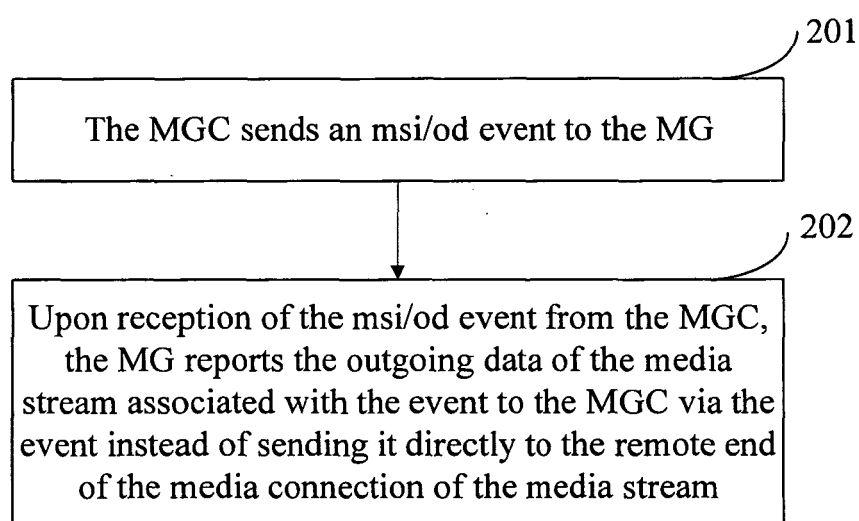 201
The MGC sends an msi/od event to the MG
202
Upon reception of the msi/od event from the MGC,
the MG reports the outgoing data of the media
stream associated with the event to the MGC via the
event instead of sending it directly to the remote end
of the media connection of the media stream